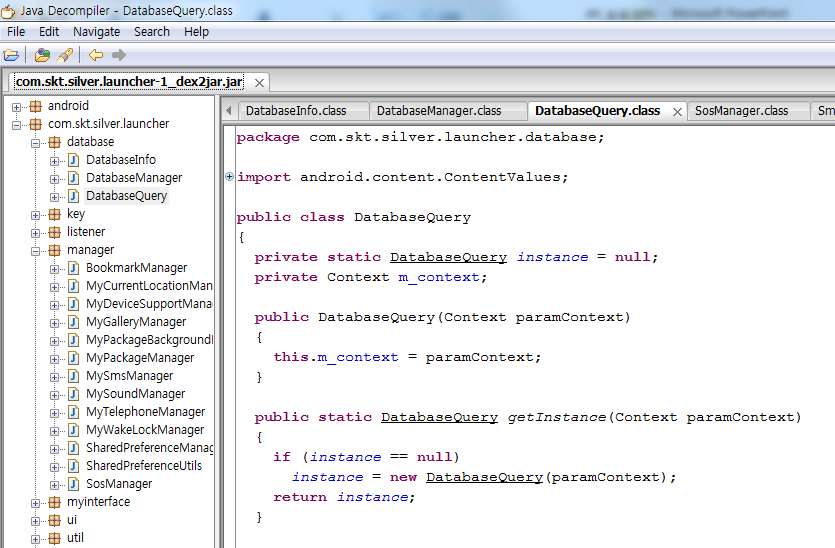 Java Decompiler - DatabaseQuery.class
File Edit Navigate Search Help
com.skt.silver.launcher-1_dex2jar.jar
android
com.skt.silver.launcher
database
DatabaseInfo
DatabaseManager
DatabaseQuery
key
listener
manager
BookmarkManager
MyCurrentLocationMan
MyDeviceSupportMana
MyGalleryManager
MyPackageBackground
MyPackageManager
MySmsManager
MySoundManager
MyTelephoneManager
MyWakeLockManager
SharedPreferenceManag
SharedPreferenceUtils
SosManager
myinterface
ui
util
DatabaseInfo.class DatabaseManager.class DatabaseQuery.class SosManager.class Sm
package com.skt.silver.launcher.database;
import android.content.ContentValues;
public class DatabaseQuery
{
private static DatabaseQuery instance = null;
private Context m_context;
public DatabaseQuery(Context paramContext)
{
this.m_context = paramContext;
}
public static DatabaseQuery getInstance(Context paramContext)
{
if (instance == null)
instance = new DatabaseQuery(paramContext);
return instance;
}